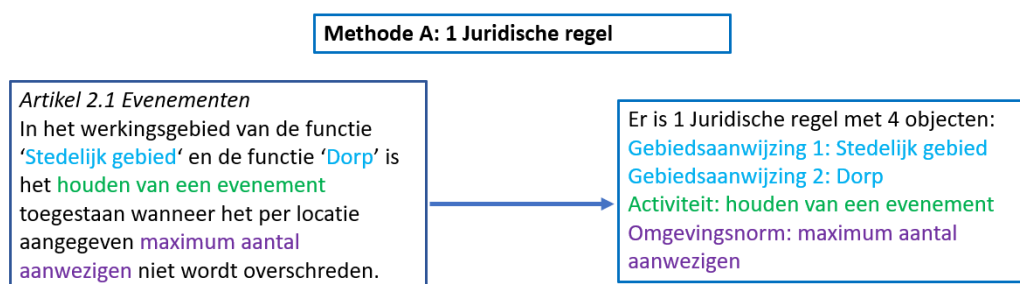 Methode A: 1 Juridische regel
Artikel 2.1 Evenementen
In het werkingsgebied van de functie
‘Stedelijk gebied‘ en de functie ‘Dorp’ is
het houden van een evenement
toegestaan wanneer het per locatie
aangegeven maximum aantal
aanwezigen niet wordt overschreden.
Er is 1 Juridische regel met 4 objecten:
Gebiedsaanwijzing 1: Stedelijk gebied
Gebiedsaanwijzing 2: Dorp
Activiteit: houden van een evenement
Omgevingsnorm: maximum aantal
aanwezigen